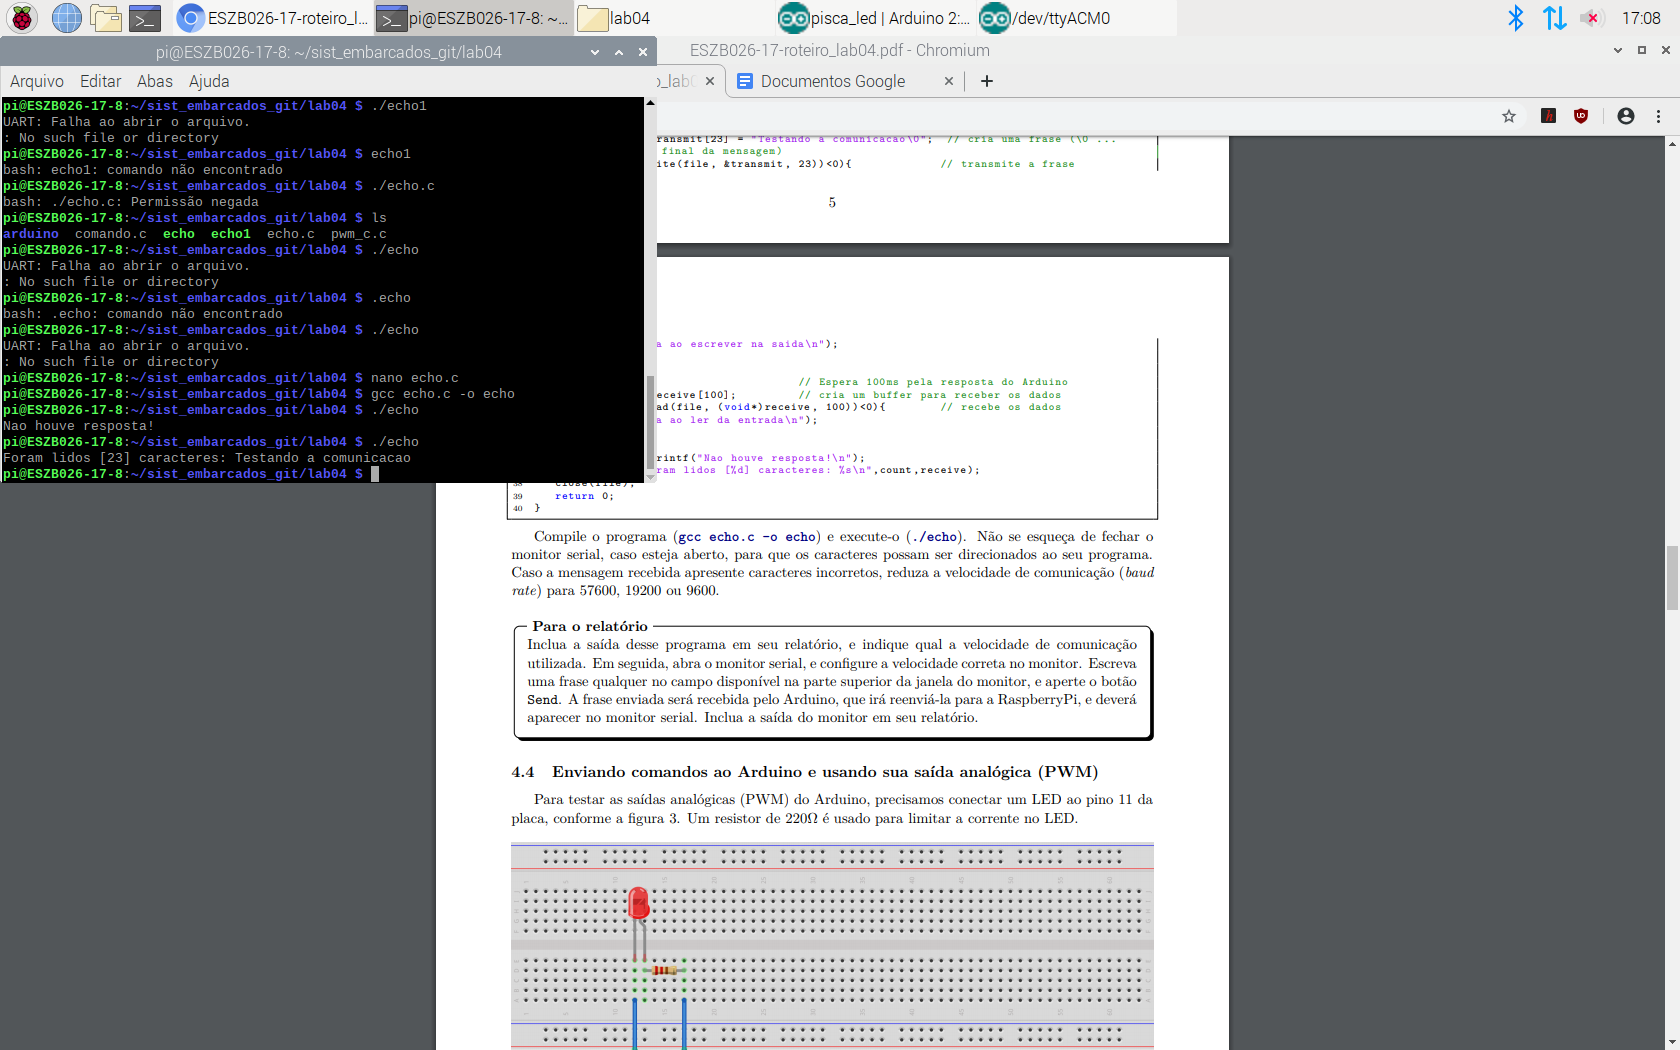 ESZB026-17-roteiro_l...
pi@ESZB026-17-8: ~...
lab04
pisca_led | Arduino 2:...
/dev/ttyACM0
17:08
pi@ESZB026-17-8: ~/sist_embarcados_git/lab04
ESZB026-17-roteiro_lab04.pdf - Chromium
Arquivo Editar Abas Ajuda
Documentos Google
pi@ESZB026-17-8:~/sist_embarcados_git/lab04 $ ./echo1
UART: Falha ao abrir o arquivo.
: No such file or directory
pi@ESZB026-17-8:~/sist_embarcados_git/lab04 $ echo1
bash: echo1: comando não encontrado
pi@ESZB026-17-8:~/sist_embarcados_git/lab04 $ ./echo.c
bash: ./echo.c: Permissão negada
pi@ESZB026-17-8:~/sist_embarcados_git/lab04 $ ls
arduino comando.c echo echo1 echo.c pwm_c.c
pi@ESZB026-17-8:~/sist_embarcados_git/lab04 $ ./echo
UART: Falha ao abrir o arquivo.
: No such file or directory
pi@ESZB026-17-8:~/sist_embarcados_git/lab04 $ .echo
bash: .echo: comando não encontrado
pi@ESZB026-17-8:~/sist_embarcados_git/lab04 $ ./echo
UART: Falha ao abrir o arquivo.
: No such file or directory
pi@ESZB026-17-8:~/sist_embarcados_git/lab04 $ nano echo.c
pi@ESZB026-17-8:~/sist_embarcados_git/lab04 $ gcc echo.c -o echo
pi@ESZB026-17-8:~/sist_embarcados_git/lab04 $ ./echo
Nao houve resposta!
pi@ESZB026-17-8:~/sist_embarcados_git/lab04 $ ./echo
Foram lidos [23] caracteres: Testando a comunicacao
pi@ESZB026-17-8:~/sist_embarcados_git/lab04 $
ransmit[23] = "Testando a comunicacao\0"; // cria uma frase (\0 ...
final da mensagem)
ite(file, &transmit, 23))<0){ // transmite a frase
5
a ao escrever na saida\n");
// Espera 100ms pela resposta do Arduino
eceive[100]; // cria um buffer para receber os dados
ad(file, (void*)receive, 100))<0){ // recebe os dados
a ao ler da entrada\n");
rintf("Nao houve resposta!\n");
ram lidos [%d] caracteres: %s\n",count,receive);
38 close(file);
39 return 0;
40 }
Compile o programa (gcc echo.c -o echo) e execute-o (./echo). Não se esqueça de fechar o
monitor serial, caso esteja aberto, para que os caracteres possam ser direcionados ao seu programa.
Caso a mensagem recebida apresente caracteres incorretos, reduza a velocidade de comunicação (baud
rate) para 57600, 19200 ou 9600.
Para o relatório
Inclua a saída desse programa em seu relatório, e indique qual a velocidade de comunicação
utilizada. Em seguida, abra o monitor serial, e configure a velocidade correta no monitor. Escreva
uma frase qualquer no campo disponível na parte superior da janela do monitor, e aperte o botão
Send. A frase enviada será recebida pelo Arduino, que irá reenviá-la para a RaspberryPi, e deverá
aparecer no monitor serial. Inclua a saída do monitor em seu relatório.
4.4 Enviando comandos ao Arduino e usando sua saída analógica (PWM)
Para testar as saídas analógicas (PWM) do Arduino, precisamos conectar um LED ao pino 11 da
placa, conforme a figura 3. Um resistor de 220Ω é usado para limitar a corrente no LED.